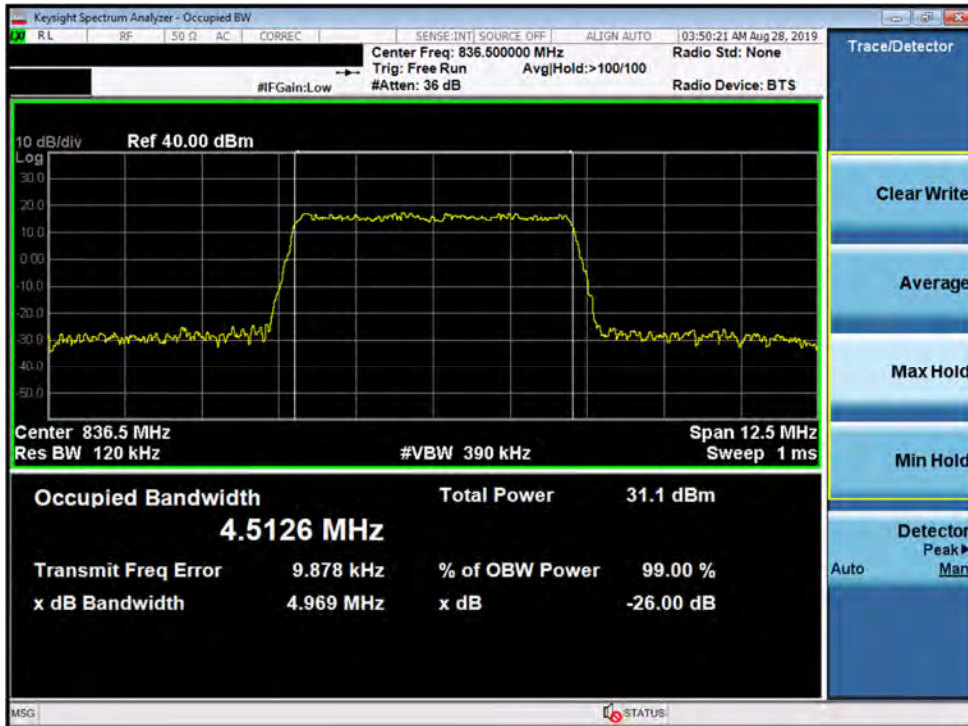 Keysight Spectrum Analyzer - Occupied BW
LXI RL RF 50 Ω AC CORREC SENSE:INT SOURCE OFF ALIGN AUTO 03:50:21 AM Aug 28, 2019
Center Freq: 836.500000 MHz Radio Std: None
Trig: Free Run Avg|Hold:>100/100
#IFGain:Low #Atten: 36 dB Radio Device: BTS
10 dB/div Ref 40.00 dBm
Log
30.0
20.0
10.0
0.00
-10.0
-20.0
-30.0
-40.0
-50.0
Center 836.5 MHz Span 12.5 MHz
Res BW 120 kHz #VBW 390 kHz Sweep 1 ms
Occupied Bandwidth Total Power 31.1 dBm
4.5126 MHz
Transmit Freq Error 9.878 kHz % of OBW Power 99.00 %
x dB Bandwidth 4.969 MHz x dB -26.00 dB
MSG STATUS
Trace/Detector
Clear Write
Average
Max Hold
Min Hold
Detector
Peak
Auto Man